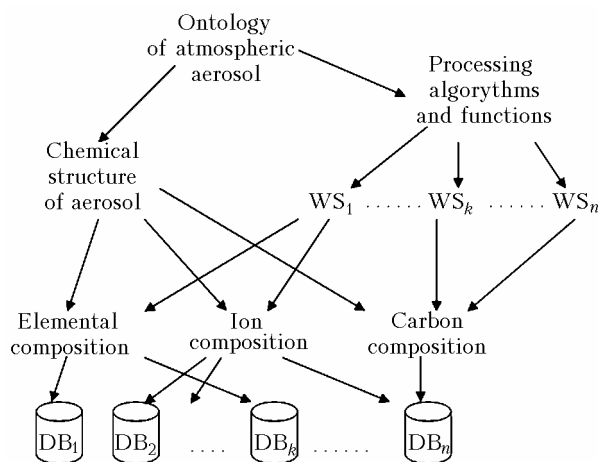 Ontology
of atmospheric
aerosol
Processing
algorythms
and functions
Chemical
structure
of aerosol
WS₁ ...... WSₖ ...... WSₙ
Elemental
composition
Ion
composition
Carbon
composition
DB₁ DB₂ .... DBₖ ...... DBₙ